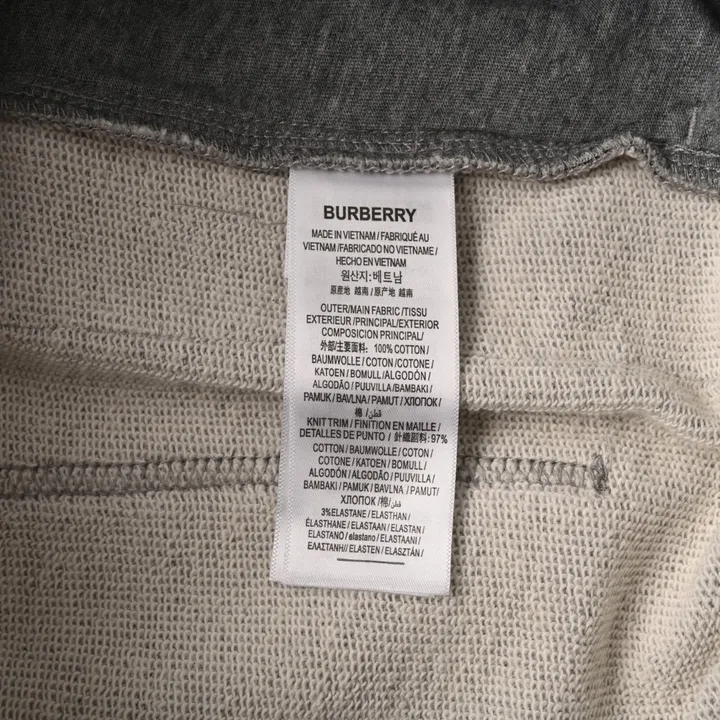 BURBERRY
MADE IN VIETNAM / FABRIQUÉ AU
VIETNAM /FABRICADO NO VIETNAME /
HECHO EN VIETNAM
원산지:베트남
原産地 越南 / 原产地 越南
OUTER/MAIN FABRIC /TISSU
EXTERIEUR /PRINCIPAL/EXTERIOR
COMPOSICION PRINCIPAL/
外部/主要面料: 100% COTTON /
BAUMWOLLE / COTON /COTONE /
KATOEN / BOMULL /ALGODÓN /
ALGODÃO / PUUVILLA /BAMBAKI /
PAMUK / BAVLNA / PAMUT / ХЛОПОК /
棉 /قطن/
KNIT TRIM / FINITION EN MAILLE /
DETALLES DE PUNTO / 針織副料: 97%
COTTON / BAUMWOLLE / COTON /
COTONE / KATOEN / BOMULL /
ALGODÓN / ALGODÃO / PUUVILLA /
BAMBAKI / PAMUK / BAVLNA / PAMUT/
ХЛОПОК /棉/قطن
3%ELASTANE / ELASTHAN /
ÉLASTHANE / ELASTAAN / ELASTAN /
ELASTANO / elastano / ELASTAANI /
ΕΛΑΣΤΑΝΗ// ELASTEN / ELASZTÁN /